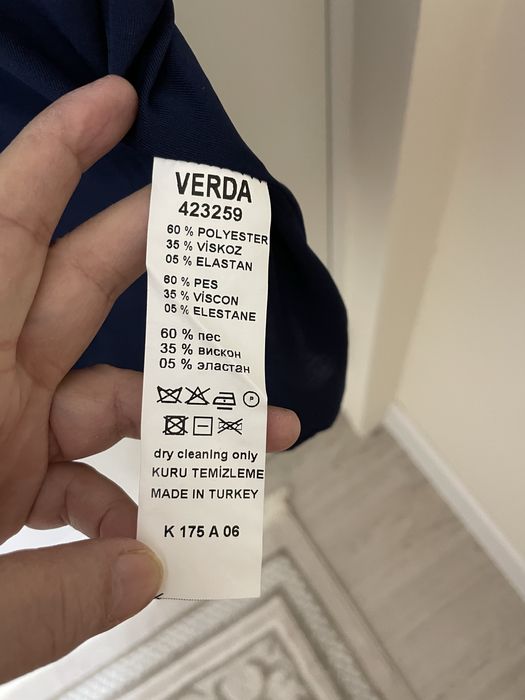 VERDA
423259
60 % POLYESTER
35 % VİSKOZ
05 % ELASTAN
60 % PES
35 % VİSCON
05 % ELESTANE
60 % пес
35 % вискон
05 % эластан
P
dry cleaning only
KURU TEMİZLEME
MADE IN TURKEY
K 175 A 06